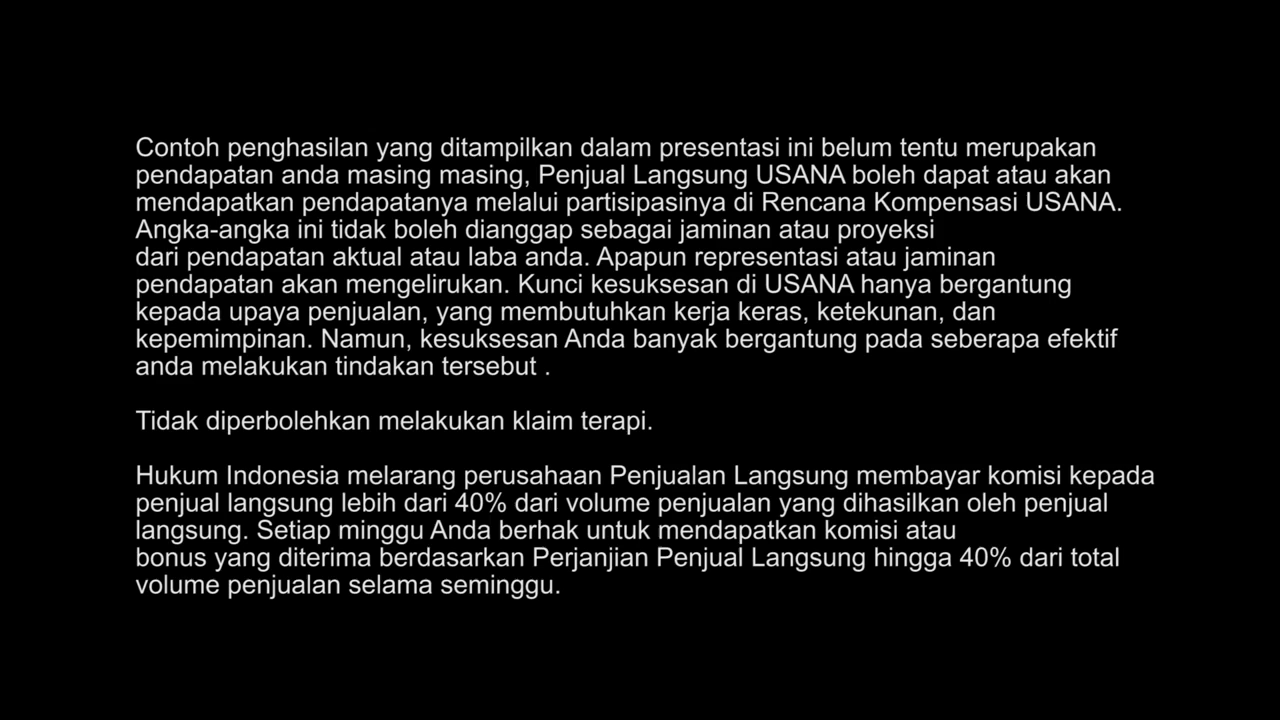 Contoh penghasilan yang ditampilkan dalam presentasi ini belum tentu merupakan
pendapatan anda masing masing, Penjual Langsung USANA boleh dapat atau akan
mendapatkan pendapatanya melalui partisipasinya di Rencana Kompensasi USANA.
Angka-angka ini tidak boleh dianggap sebagai jaminan atau proyeksi
dari pendapatan aktual atau laba anda. Apapun representasi atau jaminan
pendapatan akan mengelirukan. Kunci kesuksesan di USANA hanya bergantung
kepada upaya penjualan, yang membutuhkan kerja keras, ketekunan, dan
kepemimpinan. Namun, kesuksesan Anda banyak bergantung pada seberapa efektif
anda melakukan tindakan tersebut .
Tidak diperbolehkan melakukan klaim terapi.
Hukum Indonesia melarang perusahaan Penjualan Langsung membayar komisi kepada
penjual langsung lebih dari 40% dari volume penjualan yang dihasilkan oleh penjual
langsung. Setiap minggu Anda berhak untuk mendapatkan komisi atau
bonus yang diterima berdasarkan Perjanjian Penjual Langsung hingga 40% dari total
volume penjualan selama seminggu.